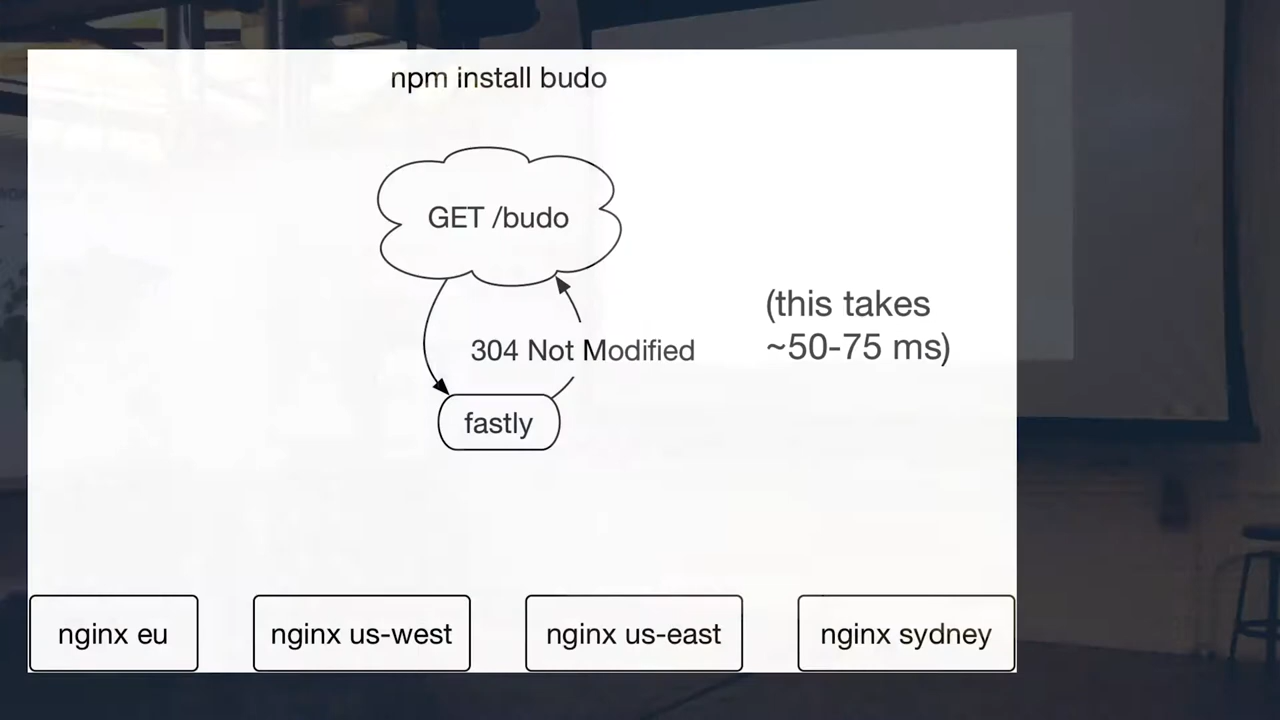 npm install budo
GET /budo
(this takes
~50-75 ms)
304 Not Modified
fastly
nginx eu
nginx us-west
nginx us-east
nginx sydney